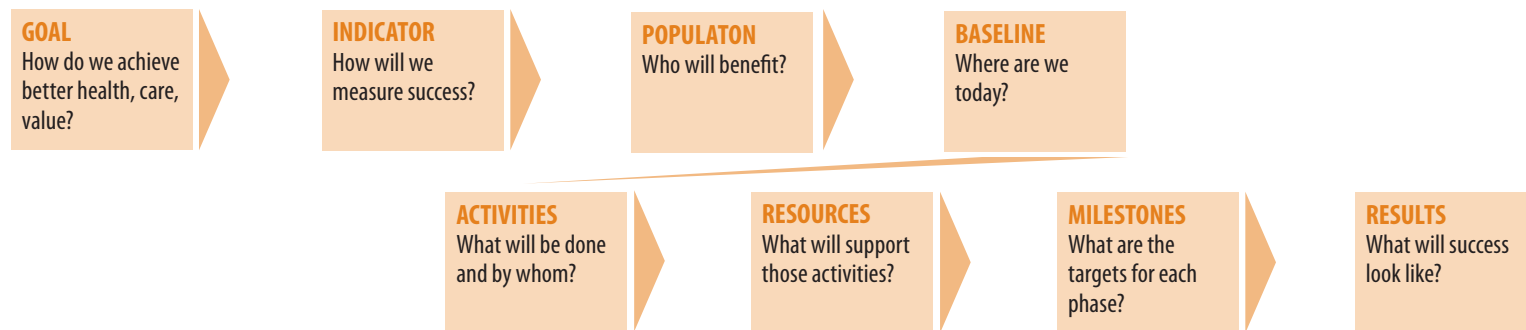 GOAL
How do we achieve
better health, care,
value?
INDICATOR
How will we
measure success?
POPULATON
Who will benefit?
BASELINE
Where are we
today?
ACTIVITIES
What will be done
and by whom?
RESOURCES
What will support
those activities?
MILESTONES
What are the
targets for each
phase?
RESULTS
What will success
look like?